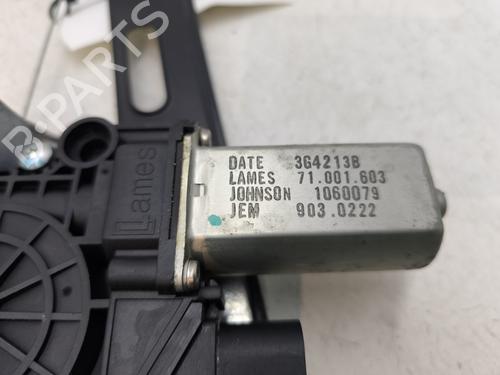 B-PARTS
Lames
DATE 3G4213B
LAMES 71.001.603
JOHNSON 1060079
JEM 903.0222